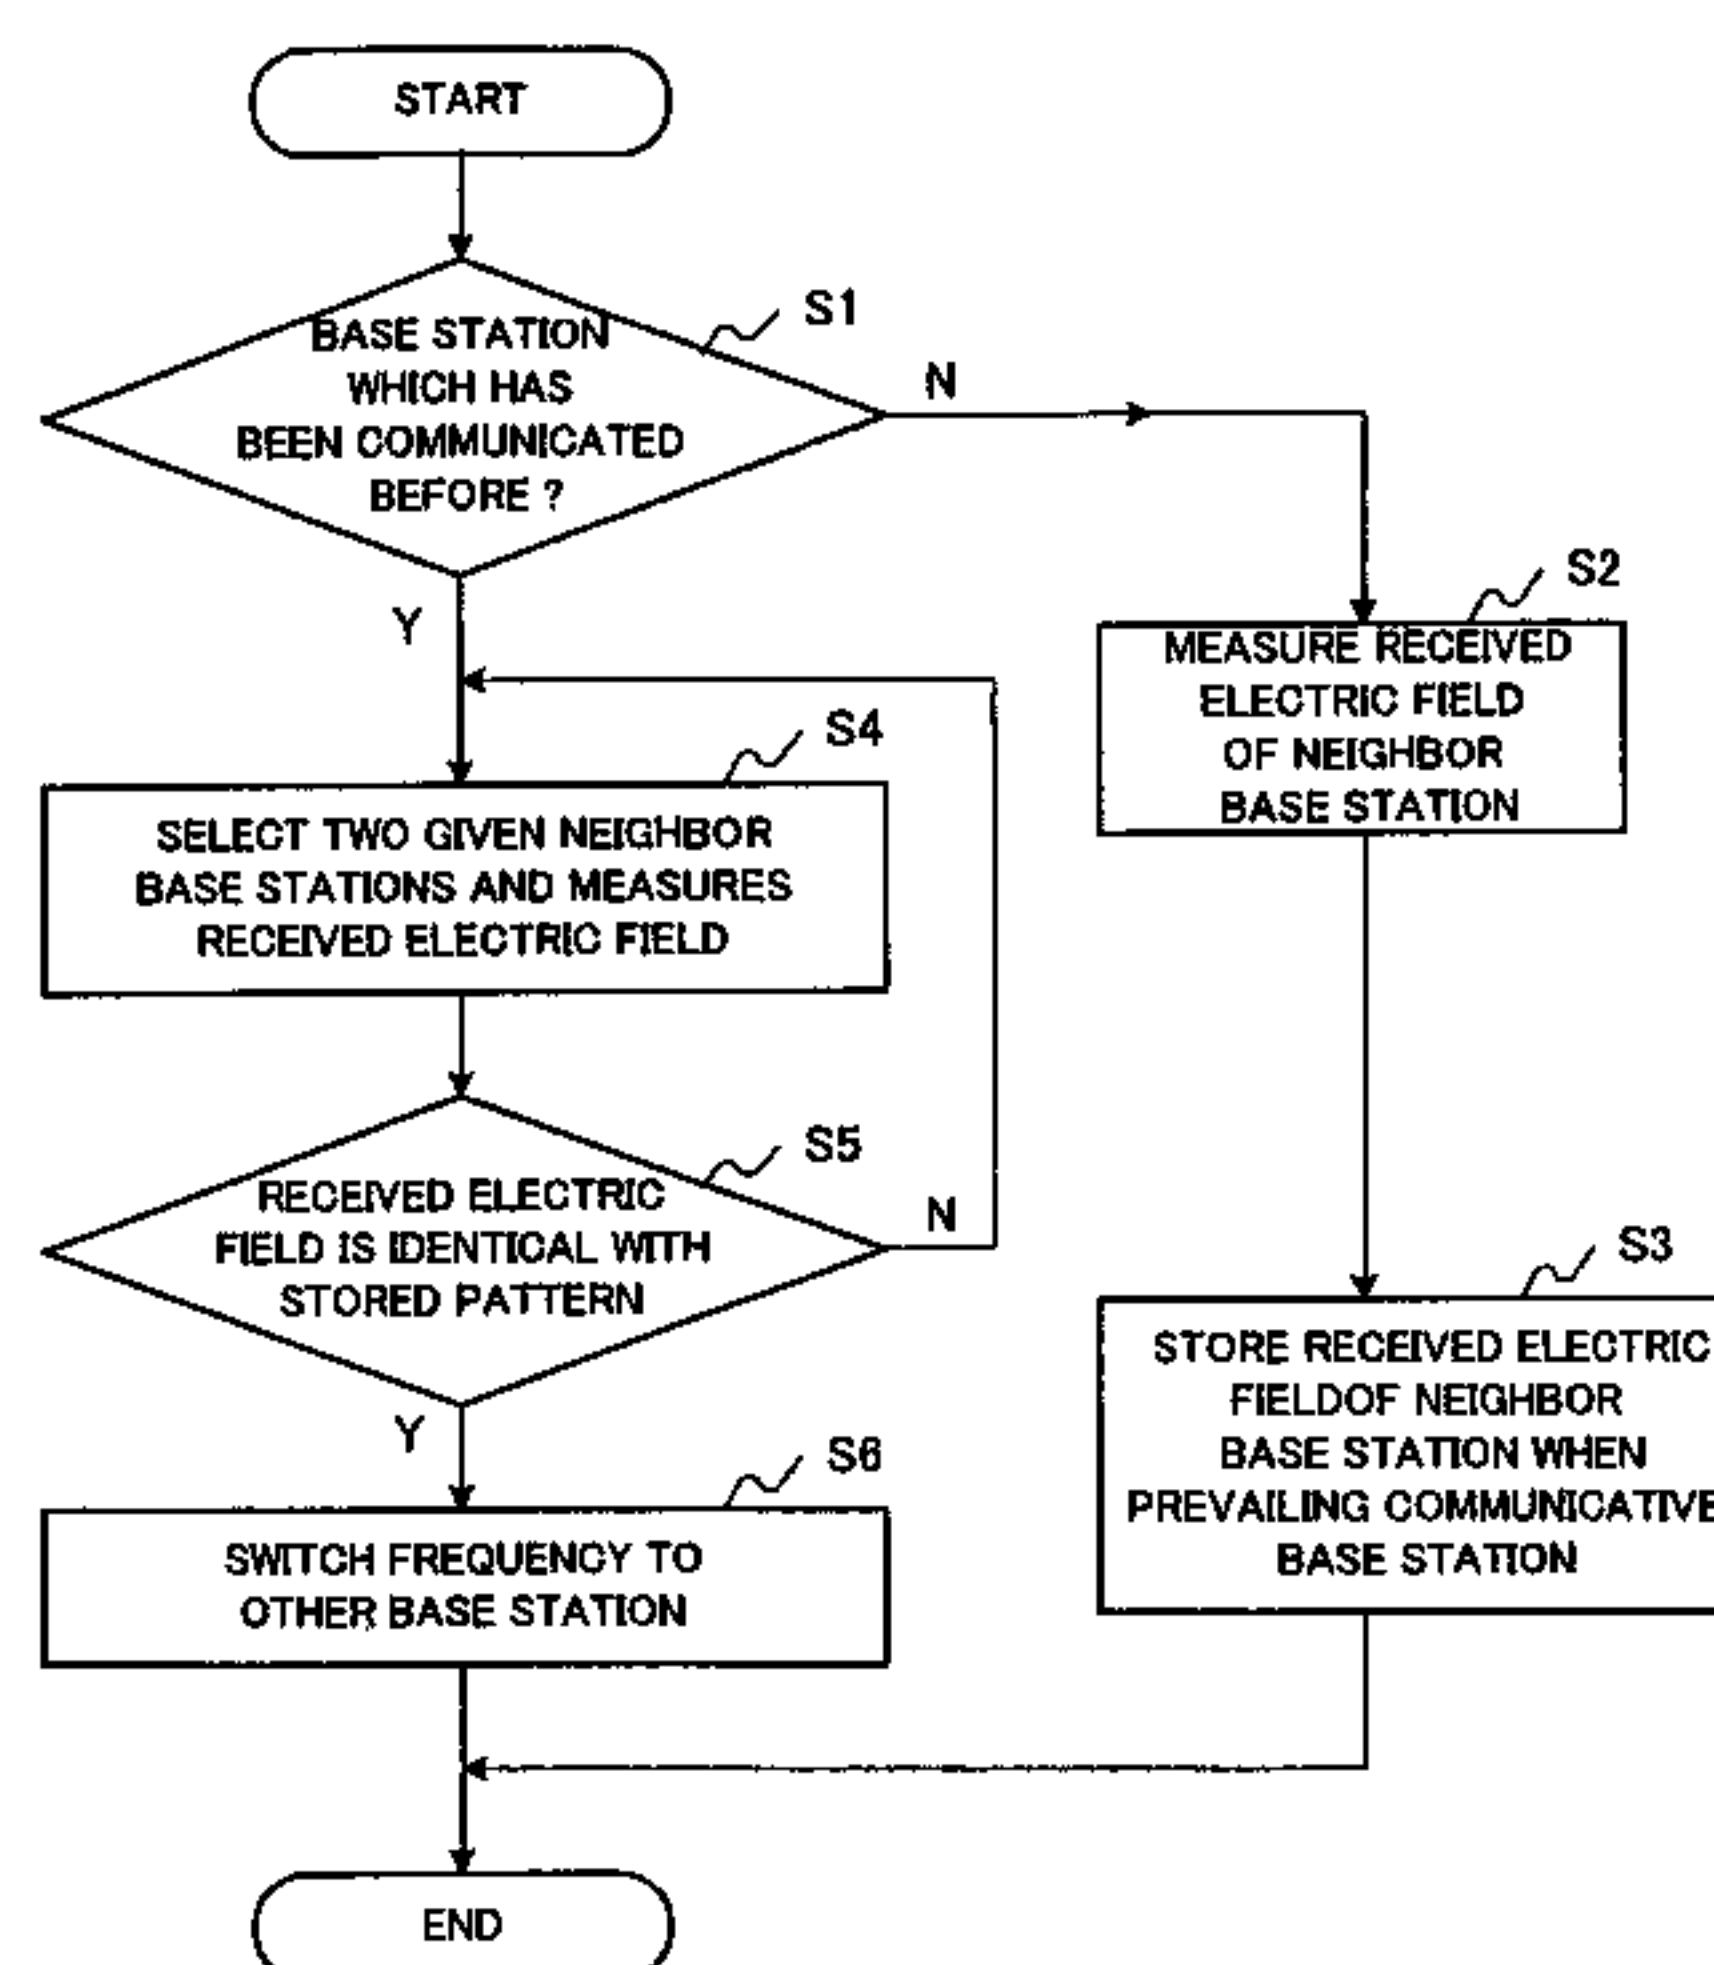 START
S1
BASE STATION
WHICH HAS
BEEN COMMUNICATED
BEFORE ?
N
Y
S2
MEASURE RECEIVED
ELECTRIC FIELD
OF NEIGHBOR
BASE STATION
S4
SELECT TWO GIVEN NEIGHBOR
BASE STATIONS AND MEASURES
RECEIVED ELECTRIC FIELD
S5
RECEIVED ELECTRIC
FIELD IS IDENTICAL WITH
STORED PATTERN
N
Y
S3
STORE RECEIVED ELECTRIC
FIELDOF NEIGHBOR
BASE STATION WHEN
PREVAILING COMMUNICATIVE
BASE STATION
S6
SWITCH FREQUENCY TO
OTHER BASE STATION
END